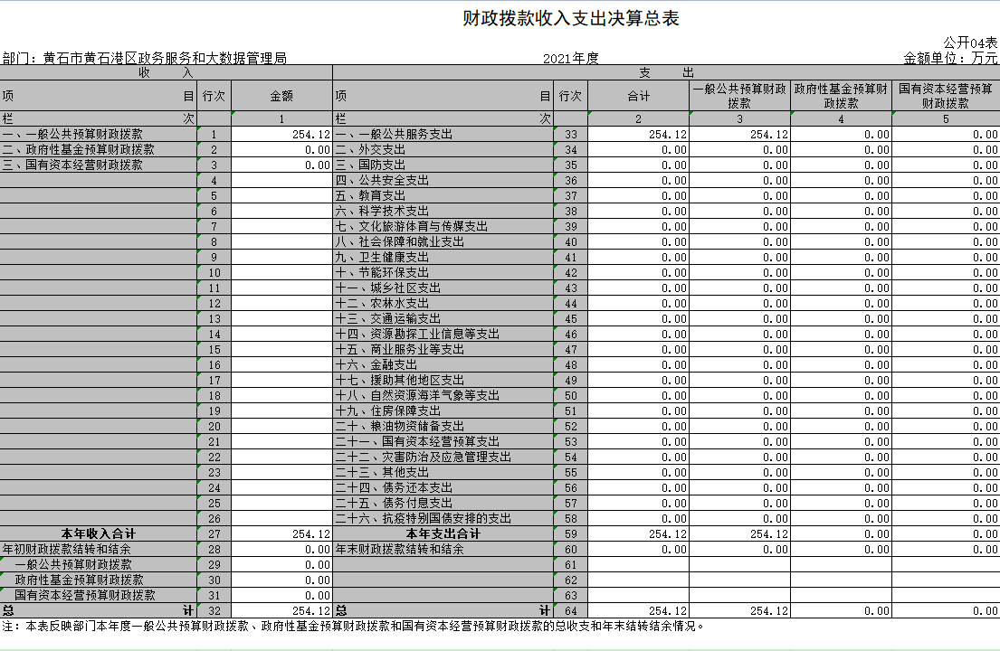 财政拨款收入支出决算总表
公开04表
部门：黄石市黄石港区政务服务和大数据管理局 2021年度 金额单位：万元
收 入 支 出
项 目 行次 金额 项 目 行次 合计 一般公共预算财政拨款 政府性基金预算财政拨款 国有资本经营预算财政拨款
栏 次 1 栏 次 2 3 4 5
一、一般公共预算财政拨款 1 254.12 一、一般公共服务支出 33 254.12 254.12 0.00 0.00
二、政府性基金预算财政拨款 2 0.00 二、外交支出 34 0.00 0.00 0.00 0.00
三、国有资本经营财政拨款 3 0.00 三、国防支出 35 0.00 0.00 0.00 0.00
4 四、公共安全支出 36 0.00 0.00 0.00 0.00
5 五、教育支出 37 0.00 0.00 0.00 0.00
6 六、科学技术支出 38 0.00 0.00 0.00 0.00
7 七、文化旅游体育与传媒支出 39 0.00 0.00 0.00 0.00
8 八、社会保障和就业支出 40 0.00 0.00 0.00 0.00
9 九、卫生健康支出 41 0.00 0.00 0.00 0.00
10 十、节能环保支出 42 0.00 0.00 0.00 0.00
11 十一、城乡社区支出 43 0.00 0.00 0.00 0.00
12 十二、农林水支出 44 0.00 0.00 0.00 0.00
13 十三、交通运输支出 45 0.00 0.00 0.00 0.00
14 十四、资源勘探工业信息等支出 46 0.00 0.00 0.00 0.00
15 十五、商业服务业等支出 47 0.00 0.00 0.00 0.00
16 十六、金融支出 48 0.00 0.00 0.00 0.00
17 十七、援助其他地区支出 49 0.00 0.00 0.00 0.00
18 十八、自然资源海洋气象等支出 50 0.00 0.00 0.00 0.00
19 十九、住房保障支出 51 0.00 0.00 0.00 0.00
20 二十、粮油物资储备支出 52 0.00 0.00 0.00 0.00
21 二十一、国有资本经营预算支出 53 0.00 0.00 0.00 0.00
22 二十二、灾害防治及应急管理支出 54 0.00 0.00 0.00 0.00
23 二十三、其他支出 55 0.00 0.00 0.00 0.00
24 二十四、债务还本支出 56 0.00 0.00 0.00 0.00
25 二十五、债务付息支出 57 0.00 0.00 0.00 0.00
26 二十六、抗疫特别国债安排的支出 58 0.00 0.00 0.00 0.00
本年收入合计 27 254.12 本年支出合计 59 254.12 254.12 0.00 0.00
年初财政拨款结转和结余 28 0.00 年末财政拨款结转和结余 60 0.00 0.00 0.00 0.00
一般公共预算财政拨款 29 0.00 61
政府性基金预算财政拨款 30 0.00 62
国有资本经营预算财政拨款 31 0.00 63
总 计 32 254.12 总 计 64 254.12 254.12 0.00 0.00
注：本表反映部门本年度一般公共预算财政拨款、政府性基金预算财政拨款和国有资本经营预算财政拨款的总收支和年末结转结余情况。